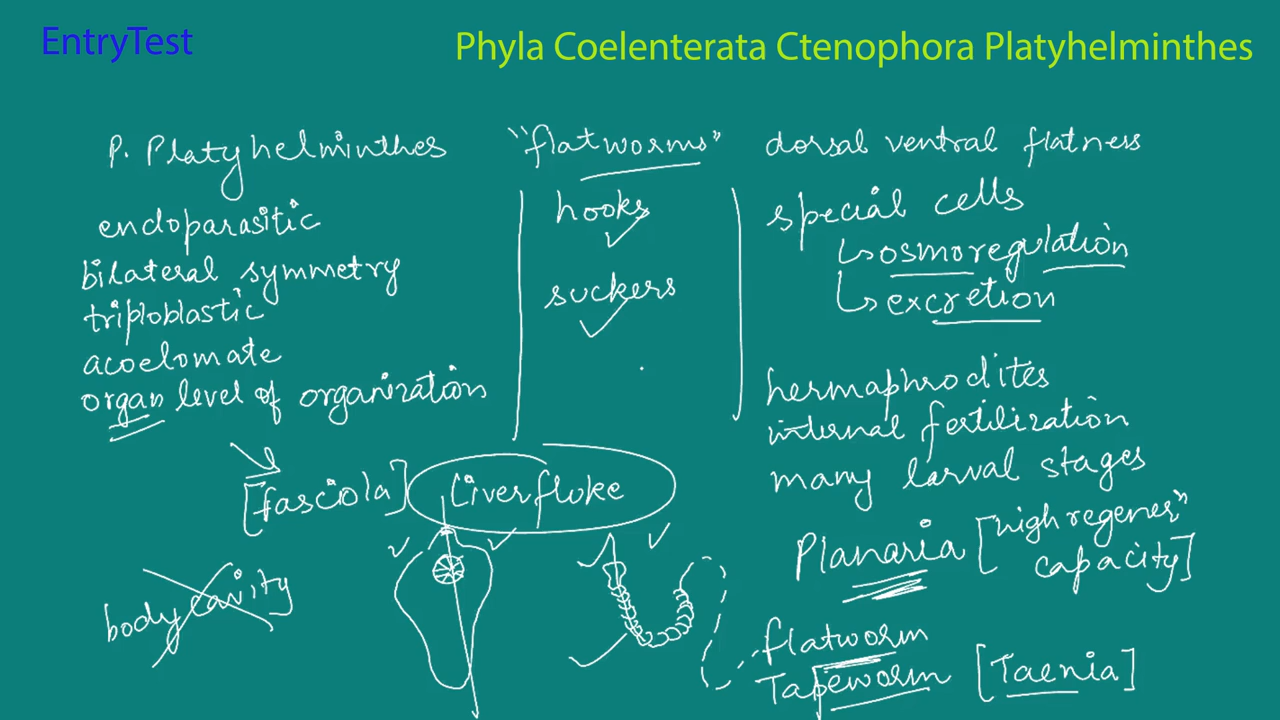 EntryTest
Phyla Coelenterata Ctenophora Platyhelminthes
P. Platyhelminthes
"flatworms"
dorsal ventral flatness
endoparasitic
bilateral symmetry
triploblastic
acoelomate
organ level of organization
hooks
suckers
special cells
osmoregulation
excretion
hermaphrodites
internal fertilization
many larval stages
[fasciola] Liverfluke
Planaria [high regener"
capacity]
body cavity
flatworm
Tapeworm [Taenia]